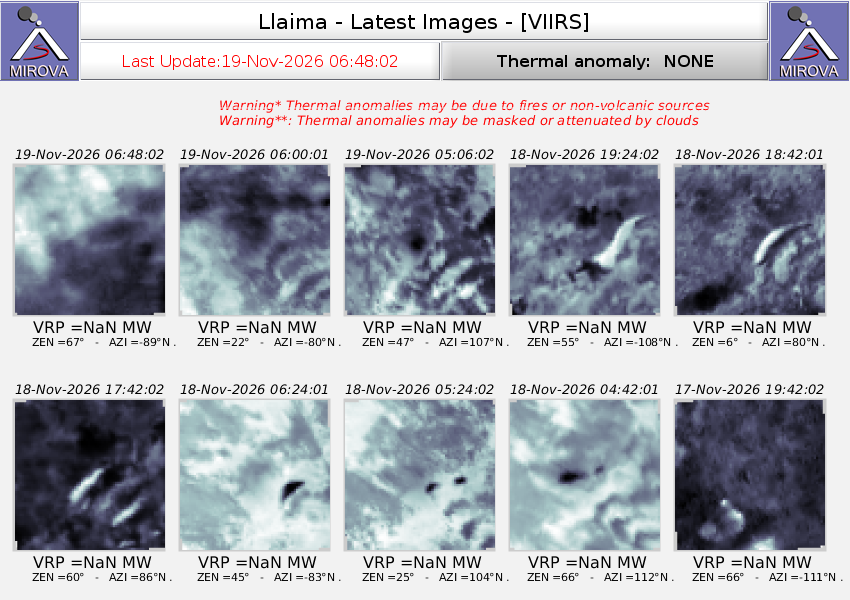 Llaima - Latest Images - [VIIRS]
MIROVA
Last Update:19-Nov-2026 06:48:02
Thermal anomaly: NONE
MIROVA
Warning* Thermal anomalies may be due to fires or non-volcanic sources
Warning**: Thermal anomalies may be masked or attenuated by clouds
19-Nov-2026 06:48:02 19-Nov-2026 06:00:01 19-Nov-2026 05:06:02 18-Nov-2026 19:24:02 18-Nov-2026 18:42:01
VRP =NaN MW VRP =NaN MW VRP =NaN MW VRP =NaN MW VRP =NaN MW
ZEN =67° - AZI =-89°N . ZEN =22° - AZI =-80°N . ZEN =47° - AZI =107°N . ZEN =55° - AZI =-108°N . ZEN =6° - AZI =80°N .
18-Nov-2026 17:42:02 18-Nov-2026 06:24:01 18-Nov-2026 05:24:02 18-Nov-2026 04:42:01 17-Nov-2026 19:42:02
VRP =NaN MW VRP =NaN MW VRP =NaN MW VRP =NaN MW VRP =NaN MW
ZEN =60° - AZI =86°N . ZEN =45° - AZI =-83°N . ZEN =25° - AZI =104°N . ZEN =66° - AZI =112°N . ZEN =66° - AZI =-111°N .